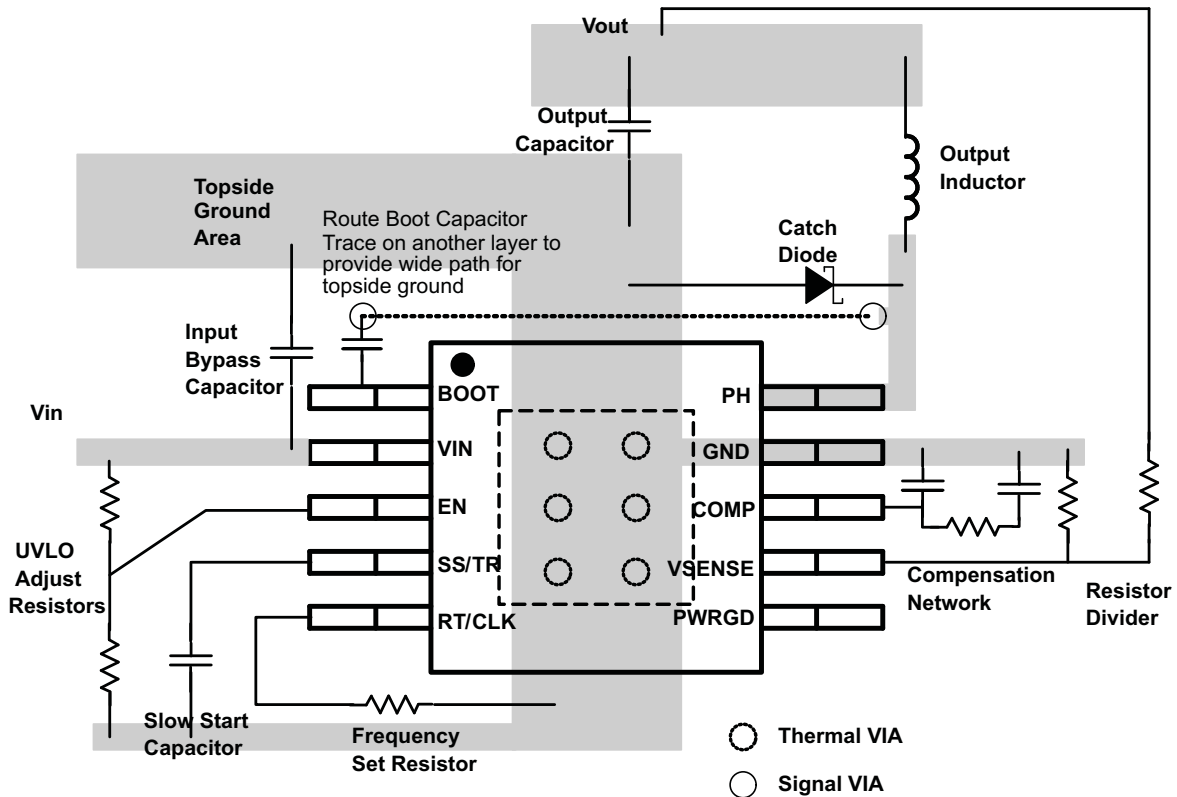 Vout
Output
Capacitor
Output
Inductor
Topside
Ground
Area
Route Boot Capacitor
Trace on another layer to
provide wide path for
topside ground
Catch
Diode
Input
Bypass
Capacitor
Vin
BOOT
VIN
EN
SS/TR
RT/CLK
PH
GND
COMP
VSENSE
PWRGD
UVLO
Adjust
Resistors
Compensation
Network
Resistor
Divider
Slow Start
Capacitor
Frequency
Set Resistor
Thermal VIA
Signal VIA